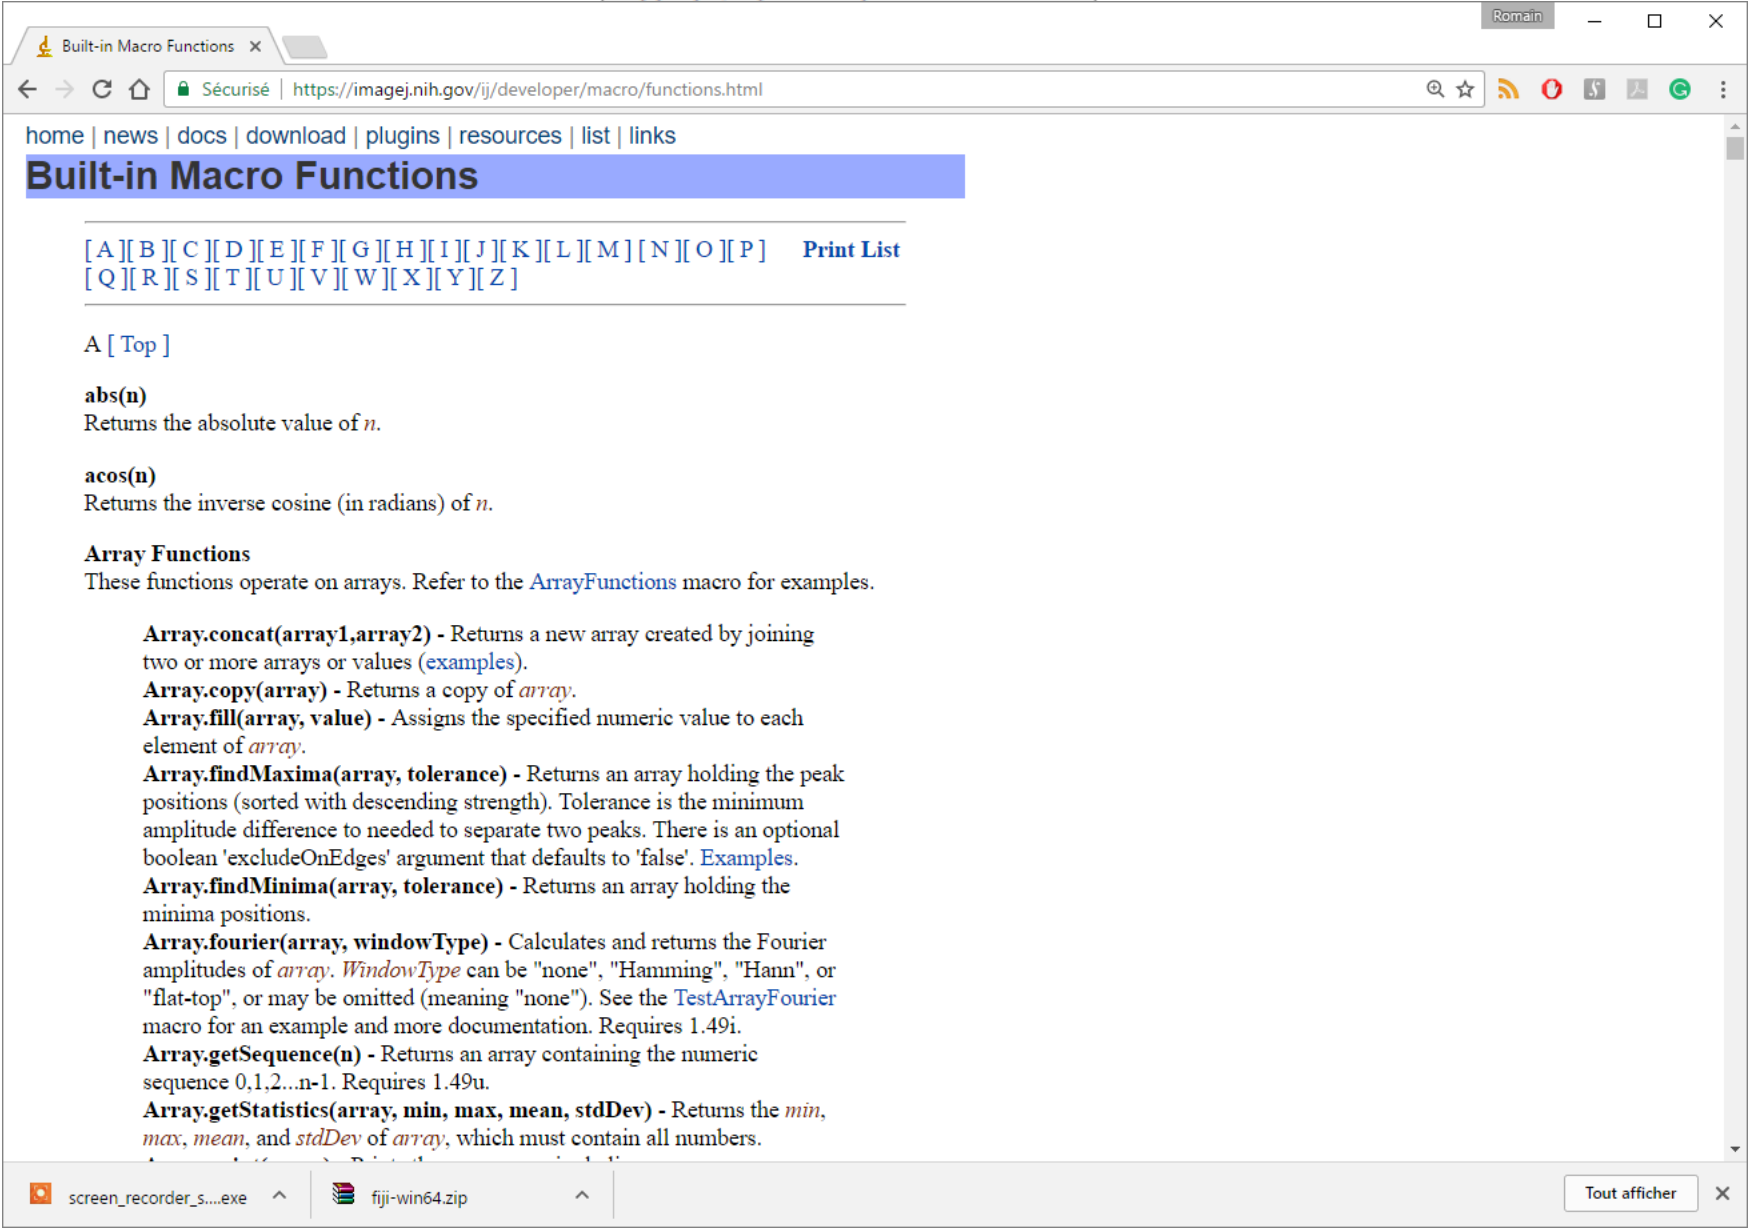 Romain
Built-in Macro Functions
Sécurisé | https://imagej.nih.gov/ij/developer/macro/functions.html
home | news | docs | download | plugins | resources | list | links
Built-in Macro Functions
[ A ][ B ][ C ][ D ][ E ][ F ][ G ][ H ][ I ][ J ][ K ][ L ][ M ] [ N ][ O ][ P ] Print List
[ Q ][ R ][ S ][ T ][ U ][ V ][ W ][ X ][ Y ][ Z ]
A [ Top ]
abs(n)
Returns the absolute value of n.
acos(n)
Returns the inverse cosine (in radians) of n.
Array Functions
These functions operate on arrays. Refer to the ArrayFunctions macro for examples.
Array.concat(array1,array2) - Returns a new array created by joining
two or more arrays or values (examples).
Array.copy(array) - Returns a copy of array.
Array.fill(array, value) - Assigns the specified numeric value to each
element of array.
Array.findMaxima(array, tolerance) - Returns an array holding the peak
positions (sorted with descending strength). Tolerance is the minimum
amplitude difference to needed to separate two peaks. There is an optional
boolean 'excludeOnEdges' argument that defaults to 'false'. Examples.
Array.findMinima(array, tolerance) - Returns an array holding the
minima positions.
Array.fourier(array, windowType) - Calculates and returns the Fourier
amplitudes of array. WindowType can be "none", "Hamming", "Hann", or
"flat-top", or may be omitted (meaning "none"). See the TestArrayFourier
macro for an example and more documentation. Requires 1.49i.
Array.getSequence(n) - Returns an array containing the numeric
sequence 0,1,2...n-1. Requires 1.49u.
Array.getStatistics(array, min, max, mean, stdDev) - Returns the min,
max, mean, and stdDev of array, which must contain all numbers.
screen_recorder_s....exe
fiji-win64.zip
Tout afficher